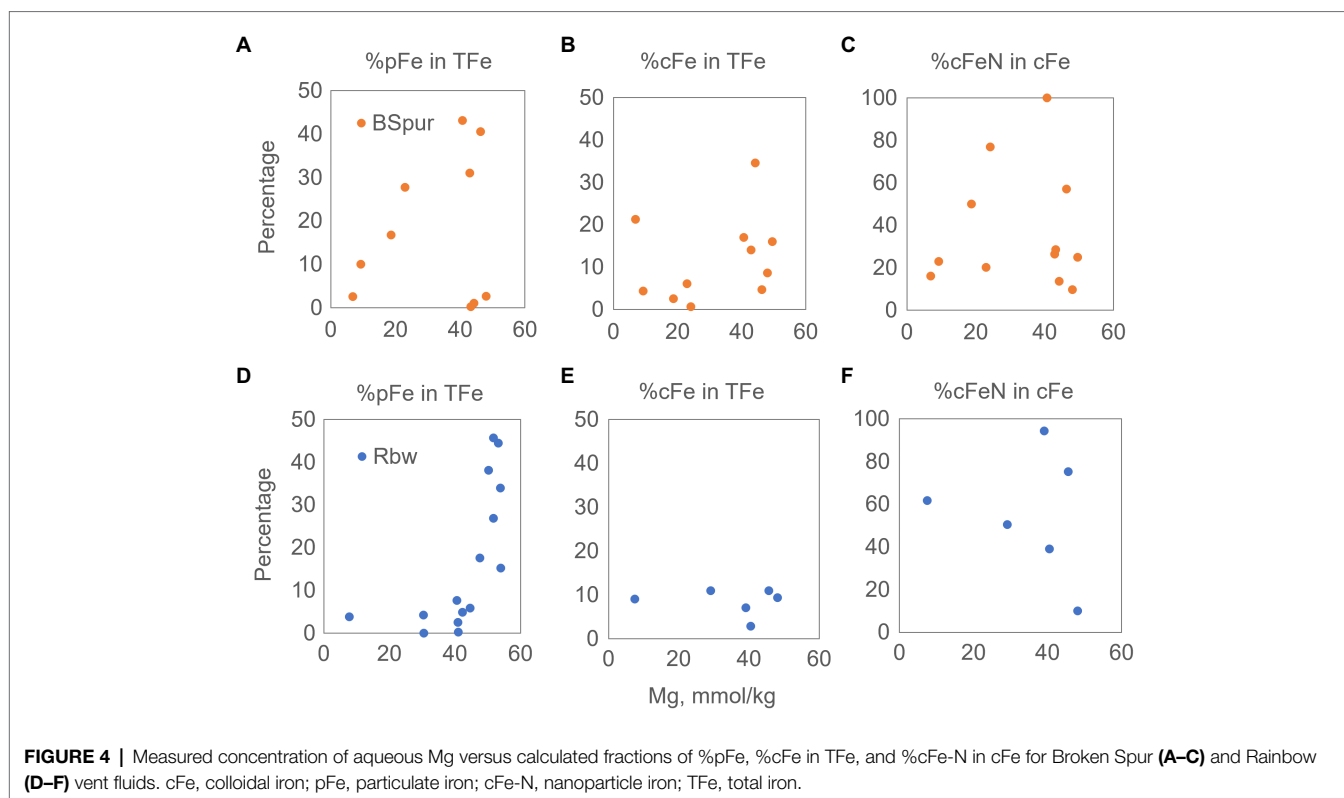 A
%pFe in TFe
50
40
30
20
10
0
0 20 40 60
Percentage
BSpur
B
%cFe in TFe
50
40
30
20
10
0
0 20 40 60
C
%cFeN in cFe
100
80
60
40
20
0
0 20 40 60
D
%pFe in TFe
50
40
30
20
10
0
0 20 40 60
Percentage
Rbw
E
%cFe in TFe
50
40
30
20
10
0
0 20 40 60
Mg, mmol/kg
F
%cFeN in cFe
100
80
60
40
20
0
0 20 40 60
FIGURE 4 | Measured concentration of aqueous Mg versus calculated fractions of %pFe, %cFe in TFe, and %cFe-N in cFe for Broken Spur (A–C) and Rainbow
(D–F) vent fluids. cFe, colloidal iron; pFe, particulate iron; cFe-N, nanoparticle iron; TFe, total iron.